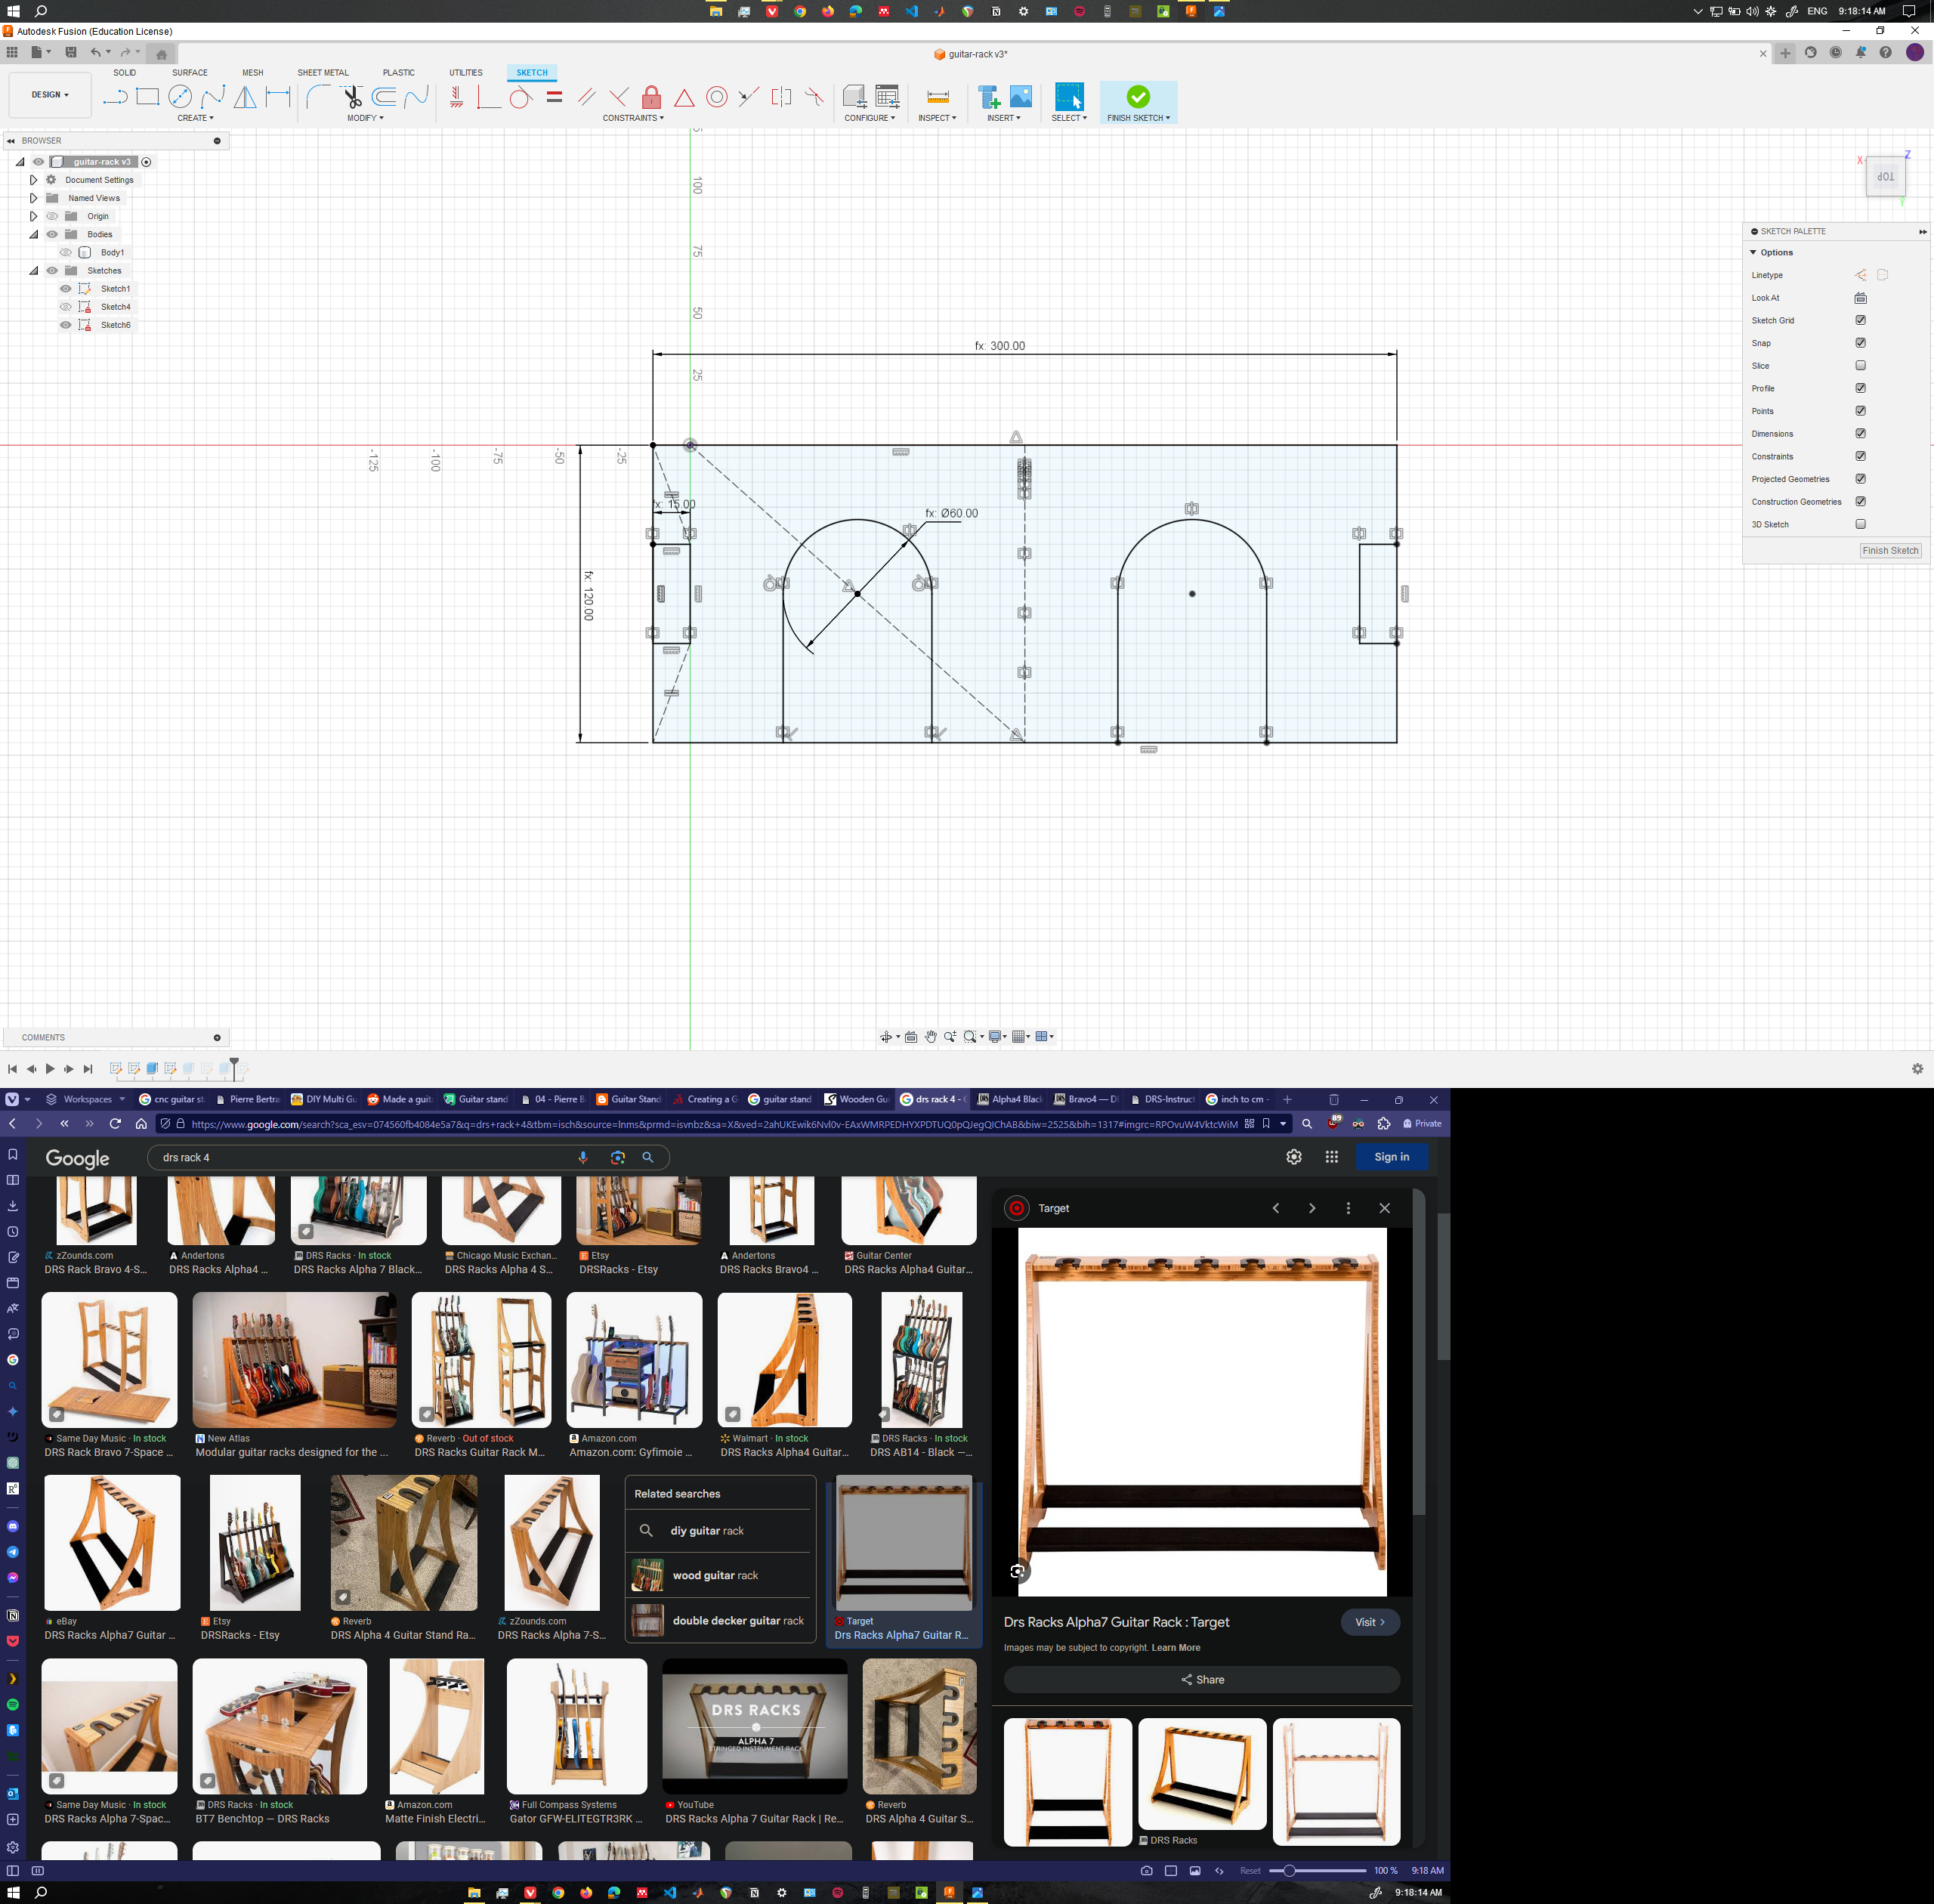 ENG
9:18:14 AM
Autodesk Fusion (Education License)
guitar-rack v3*
SOLID
SURFACE
MESH
SHEET METAL
PLASTIC
UTILITIES
SKETCH
DESIGN
CREATE
MODIFY
CONSTRAINTS
CONFIGURE
INSPECT
INSERT
SELECT
FINISH SKETCH
BROWSER
guitar-rack v3
Document Settings
Named Views
Origin
Bodies
Body1
Sketches
Sketch1
Sketch4
Sketch6
100
75
50
25
-125
-100
-75
-50
-25
fx: 300.00
fx: 15.00
fx: Ø60.00
fx: 120.00
X
Z
TOP
Y
SKETCH PALETTE
Options
Linetype
Look At
Sketch Grid
Snap
Slice
Profile
Points
Dimensions
Constraints
Projected Geometries
Construction Geometries
3D Sketch
Finish Sketch
COMMENTS
Workspaces
cnc guitar st
Pierre Bertra
DIY Multi Gu
Made a guit
Guitar stand
04 - Pierre B
Guitar Stand
Creating a G
guitar stand
Wooden Gui
drs rack 4 - G
Alpha4 Blac
Bravo4 — D
DRS-Instruc
inch to cm -
https://www.google.com/search?sca_esv=074560fb4084e5a7&q=drs+rack+4&tbm=isch&source=lnms&prmd=isvnbz&sa=X&ved=2ahUKEwik6Nvl0v-EAxWMRPEDHYXPDTUQ0pQJegQIChAB&biw=2525&bih=1317#imgrc=RPOvuW4VktcWiM
89
Private
Google
drs rack 4
Sign in
zZounds.com
DRS Rack Bravo 4-S...
Andertons
DRS Racks Alpha4 ...
DRS Racks · In stock
DRS Racks Alpha 7 Black...
Chicago Music Exchan...
DRS Racks Alpha 4 S...
Etsy
DRSRacks - Etsy
Andertons
DRS Racks Bravo4 ...
Guitar Center
DRS Racks Alpha4 Guitar...
Same Day Music · In stock
DRS Rack Bravo 7-Space ...
New Atlas
Modular guitar racks designed for the ...
Reverb · Out of stock
DRS Racks Guitar Rack M...
Amazon.com
Amazon.com: Gyfimoie ...
Walmart · In stock
DRS Racks Alpha4 Guitar...
DRS Racks · In stock
DRS AB14 - Black —...
Related searches
diy guitar rack
wood guitar rack
double decker guitar rack
eBay
DRS Racks Alpha7 Guitar ...
Etsy
DRSRacks - Etsy
Reverb
DRS Alpha 4 Guitar Stand Ra...
zZounds.com
DRS Racks Alpha 7-S...
Target
Drs Racks Alpha7 Guitar R...
DRS RACKS
ALPHA 7
STRINGED INSTRUMENT RACK
Same Day Music · In stock
DRS Racks Alpha 7-Spac...
DRS Racks · In stock
BT7 Benchtop — DRS Racks
Amazon.com
Matte Finish Electri...
Full Compass Systems
Gator GFW-ELITEGTR3RK ...
YouTube
DRS Racks Alpha 7 Guitar Rack | Re...
Reverb
DRS Alpha 4 Guitar S...
Target
Drs Racks Alpha7 Guitar Rack : Target
Visit
Images may be subject to copyright. Learn More
Share
DRS Racks
Reset
100 %
9:18 AM
9:18:14 AM